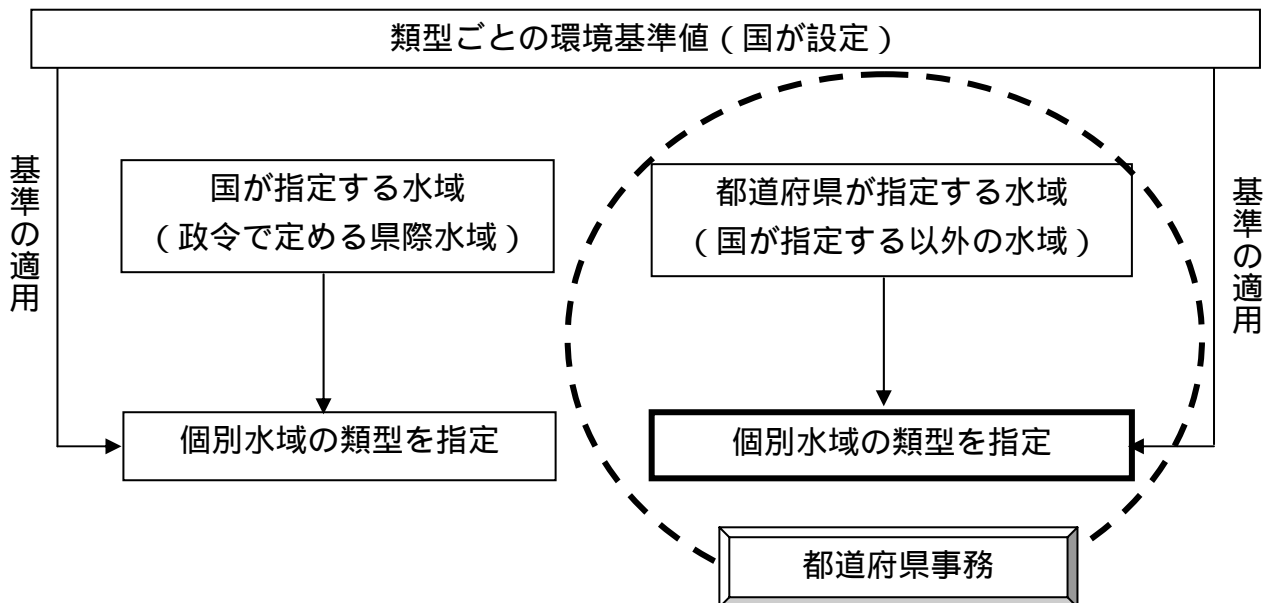 類型ごとの環境基準値（国が設定）
基準の適用
国が指定する水域
（政令で定める県際水域）
都道府県が指定する水域
（国が指定する以外の水域）
基準の適用
個別水域の類型を指定
個別水域の類型を指定
都道府県事務